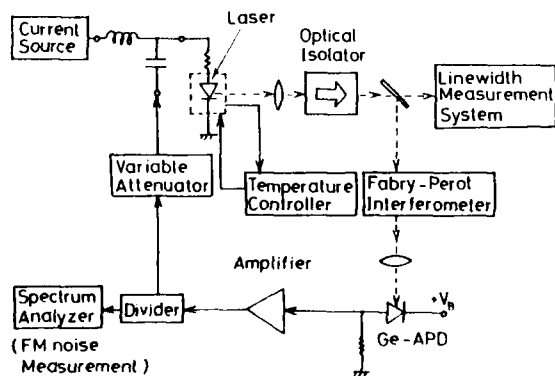 Current
Source
Laser
Optical
Isolator
Linewidth
Measurement
System
Variable
Attenuator
Temperature
Controller
Fabry-Perot
Interferometer
Amplifier
Spectrum
Analyzer
Divider
+VB
Ge-APD
(FM noise
Measurement)